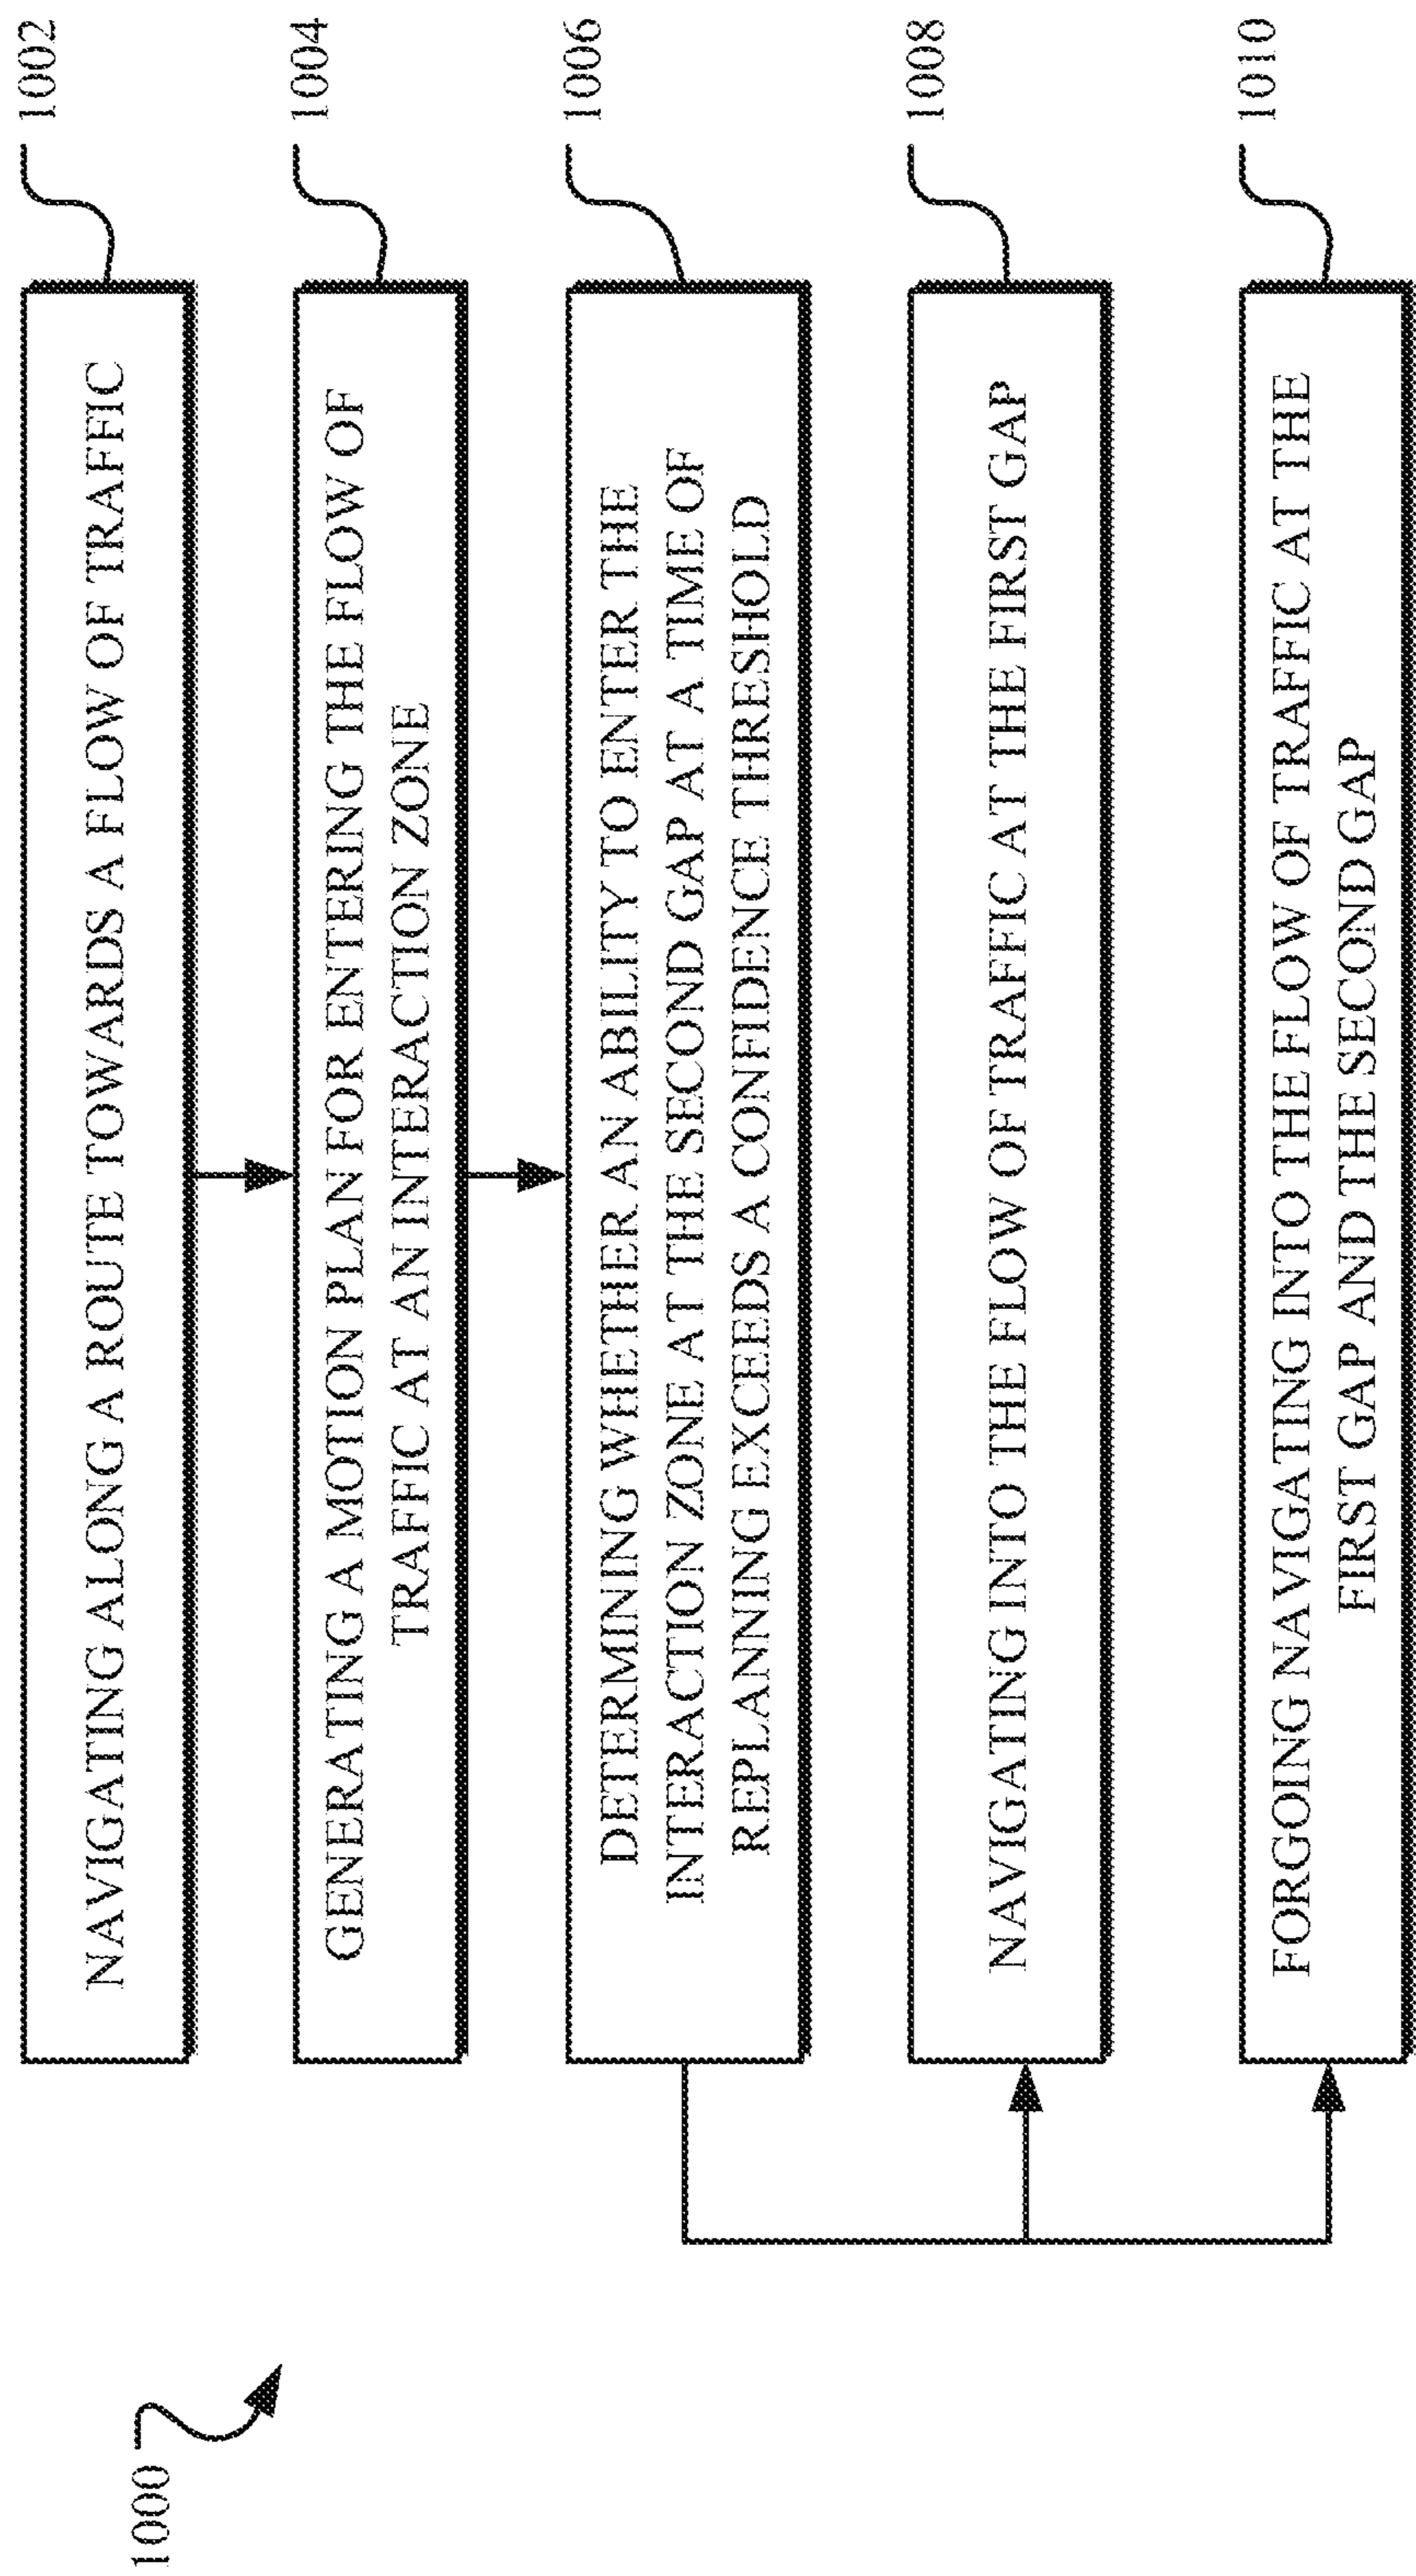 1000
NAVIGATING ALONG A ROUTE TOWARDS A FLOW OF TRAFFIC
1002
GENERATING A MOTION PLAN FOR ENTERING THE FLOW OF
TRAFFIC AT AN INTERACTION ZONE
1004
DETERMINING WHETHER AN ABILITY TO ENTER THE
INTERACTION ZONE AT THE SECOND GAP AT A TIME OF
REPLANNING EXCEEDS A CONFIDENCE THRESHOLD
1006
NAVIGATING INTO THE FLOW OF TRAFFIC AT THE FIRST GAP
1008
FORGOING NAVIGATING INTO THE FLOW OF TRAFFIC AT THE
FIRST GAP AND THE SECOND GAP
1010